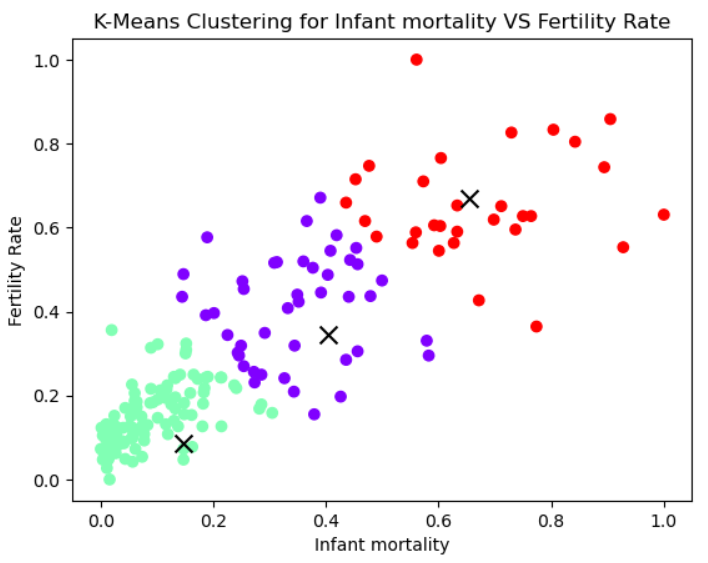 K-Means Clustering for Infant mortality VS Fertility Rate
1.0
0.8
0.6
0.4
0.2
0.0
Fertility Rate
0.0 0.2 0.4 0.6 0.8 1.0
Infant mortality